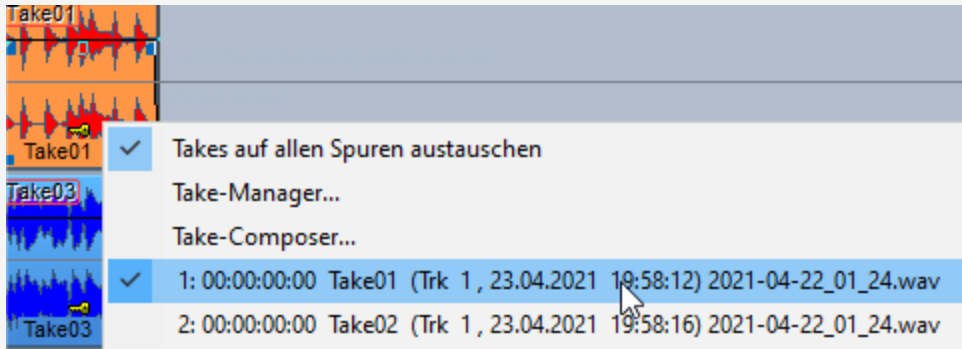 Take01
Take01
Takes auf allen Spuren austauschen
Take-Manager...
Take03
Take-Composer...
1: 00:00:00:00 Take01 (Trk 1 , 23.04.2021 19:58:12) 2021-04-22_01_24.wav
Take03
2: 00:00:00:00 Take02 (Trk 1 , 23.04.2021 19:58:16) 2021-04-22_01_24.wav